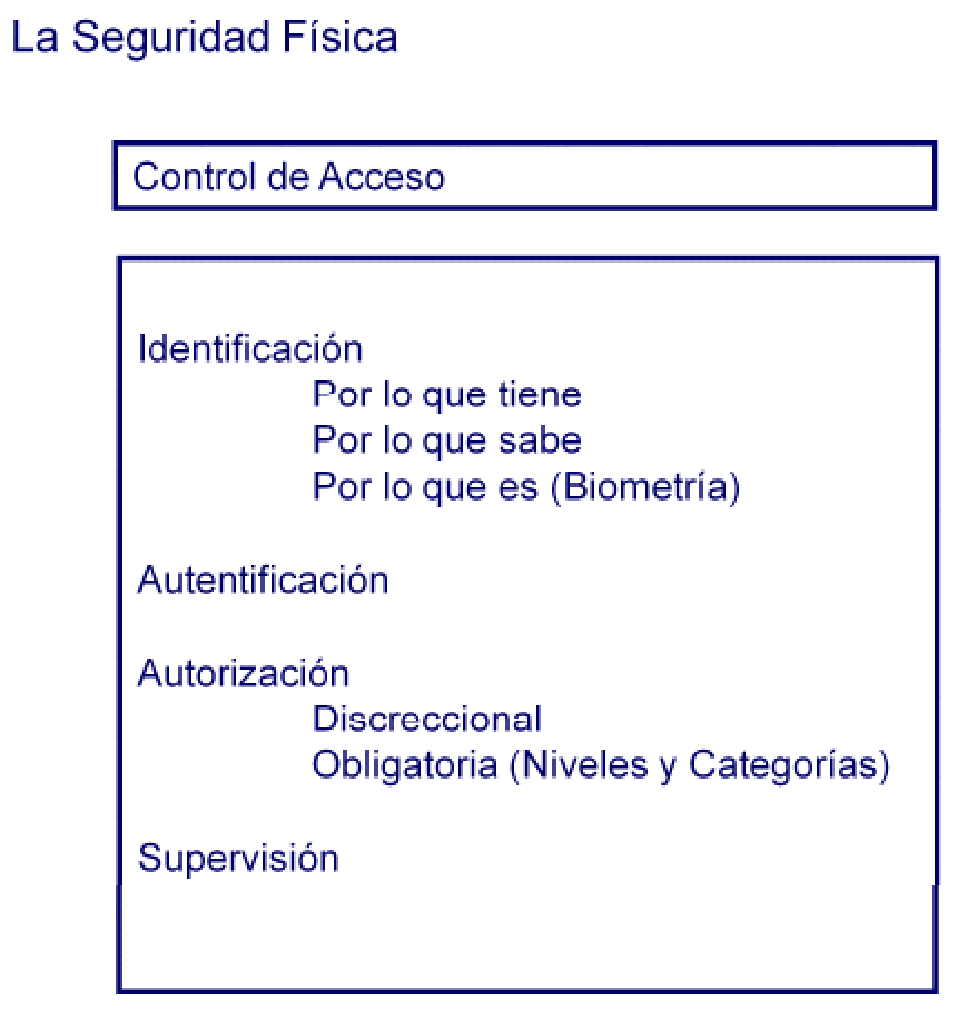 La Seguridad Física
Control de Acceso
Identificación
Por lo que tiene
Por lo que sabe
Por lo que es (Biometría)
Autentificación
Autorización
Discreccional
Obligatoria (Niveles y Categorías)
Supervisión